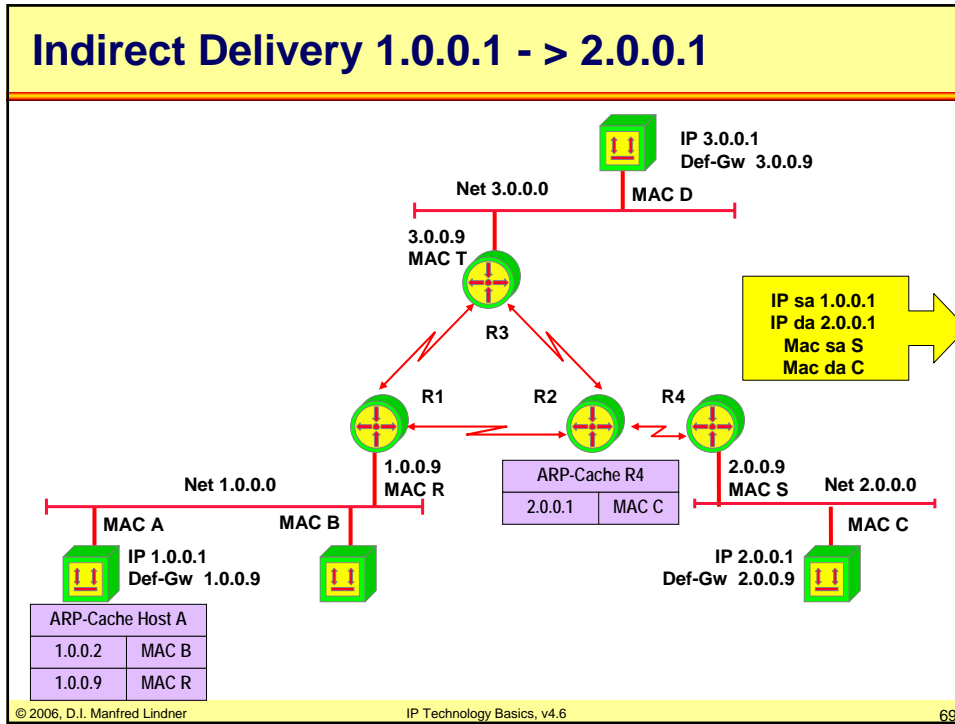 Indirect Delivery 1.0.0.1 - > 2.0.0.1
IP 3.0.0.1
Def-Gw 3.0.0.9
Net 3.0.0.0
MAC D
3.0.0.9
MAC T
R3
IP sa 1.0.0.1
IP da 2.0.0.1
Mac sa S
Mac da C
R1
R2
R4
1.0.0.9
MAC R
ARP-Cache R4
2.0.0.1 MAC C
2.0.0.9
MAC S
Net 1.0.0.0
Net 2.0.0.0
MAC A
MAC B
MAC C
IP 1.0.0.1
Def-Gw 1.0.0.9
IP 2.0.0.1
Def-Gw 2.0.0.9
ARP-Cache Host A
1.0.0.2 MAC B
1.0.0.9 MAC R
© 2006, D.I. Manfred Lindner
IP Technology Basics, v4.6
69